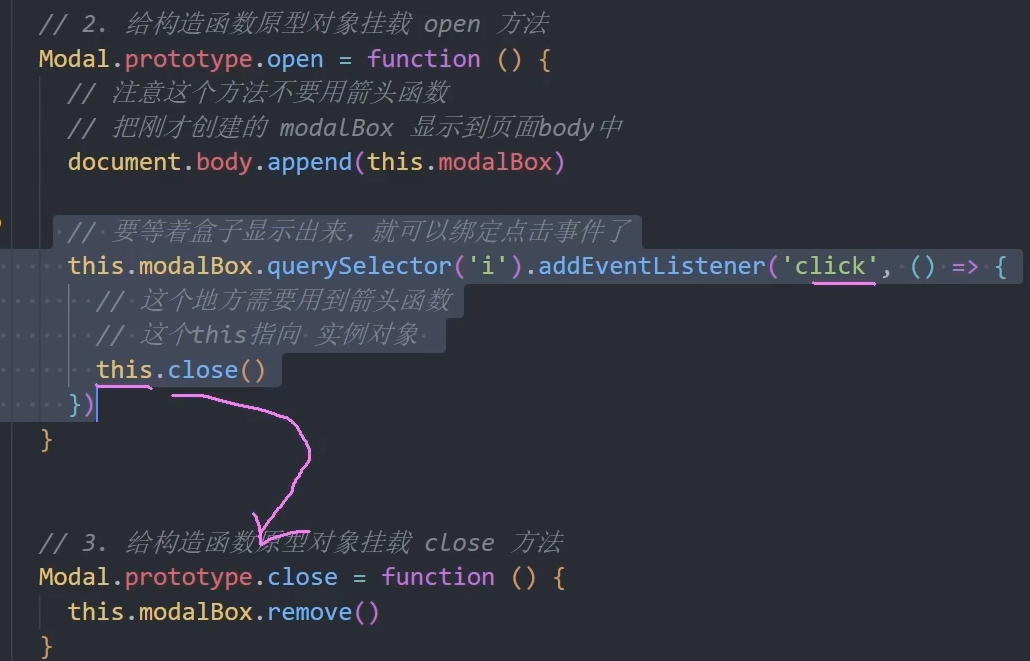 // 2. 给构造函数原型对象挂载 open 方法
Modal.prototype.open = function () {
// 注意这个方法不要用箭头函数
// 把刚才创建的 modalBox 显示到页面body中
document.body.append(this.modalBox)
// 要等着盒子显示出来，就可以绑定点击事件了
this.modalBox.querySelector('i').addEventListener('click', () => {
// 这个地方需要用到箭头函数
// 这个this指向 实例对象
this.close()
})
}
// 3. 给构造函数原型对象挂载 close 方法
Modal.prototype.close = function () {
this.modalBox.remove()
}